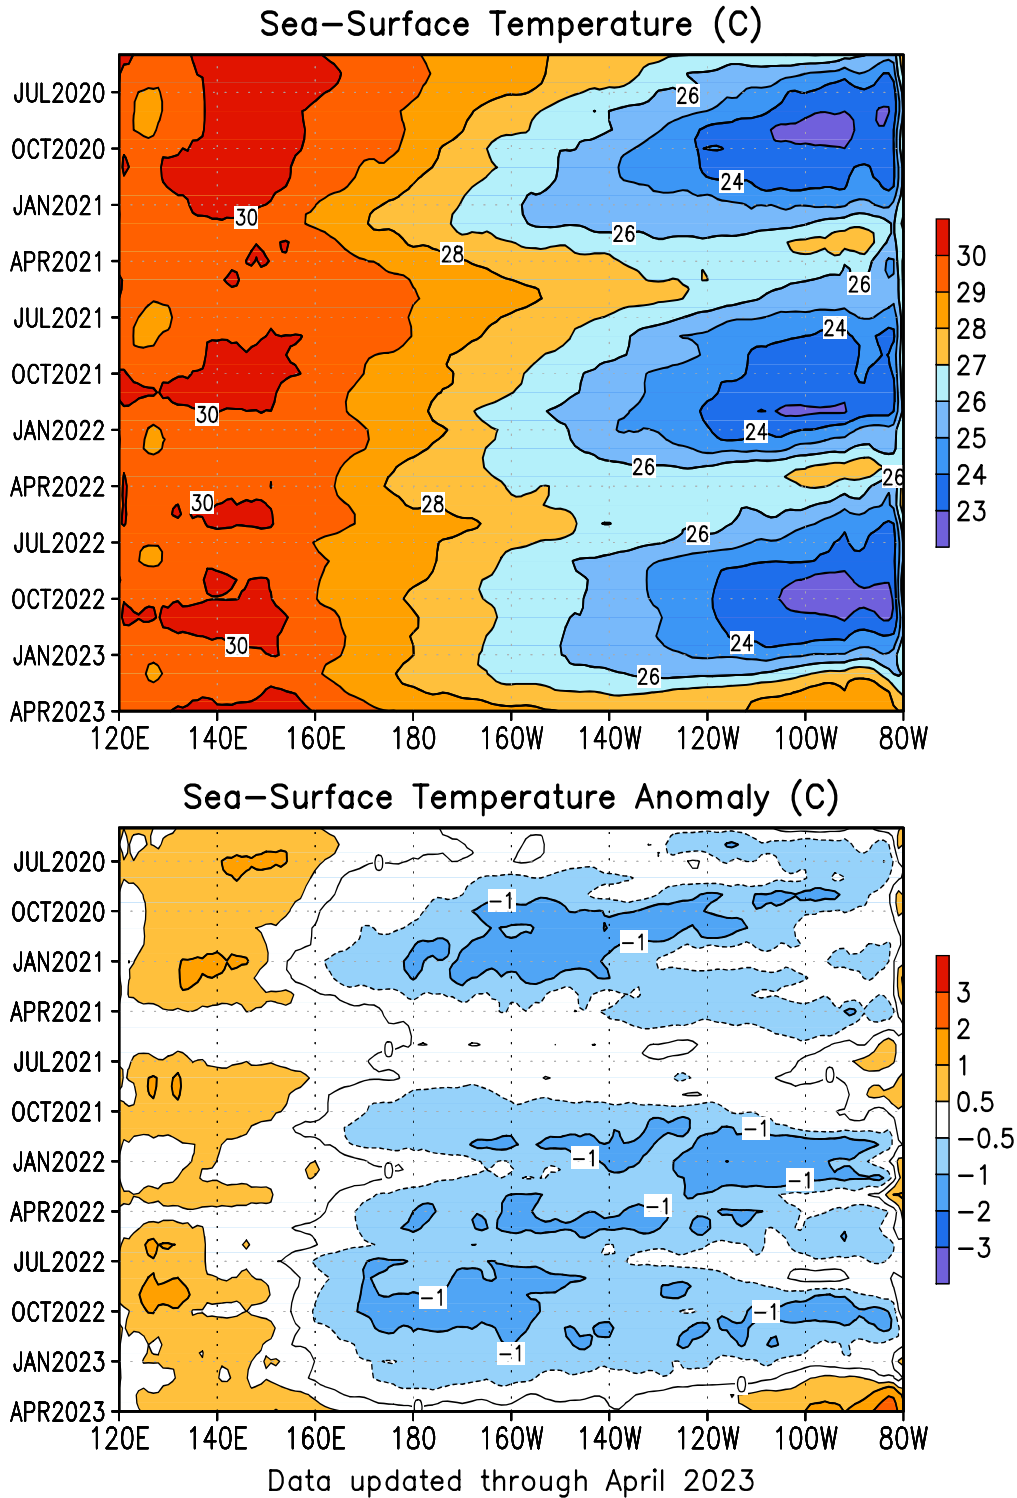 Sea-Surface Temperature (C)
JUL2020
OCT2020
JAN2021
APR2021
JUL2021
OCT2021
JAN2022
APR2022
JUL2022
OCT2022
JAN2023
APR2023
26
24
30
26
28
26
24
30
24
26
26
30
28
26
30
24
26
30
29
28
27
26
25
24
23
120E 140E 160E 180 160W 140W 120W 100W 80W
Sea-Surface Temperature Anomaly (C)
JUL2020
OCT2020
JAN2021
APR2021
JUL2021
OCT2021
JAN2022
APR2022
JUL2022
OCT2022
JAN2023
APR2023
0
-1
-1
0
0
-1
-1
0
-1
-1
-1
-1
-1
0
0
3
2
1
0.5
-0.5
-1
-2
-3
120E 140E 160E 180 160W 140W 120W 100W 80W
Data updated through April 2023